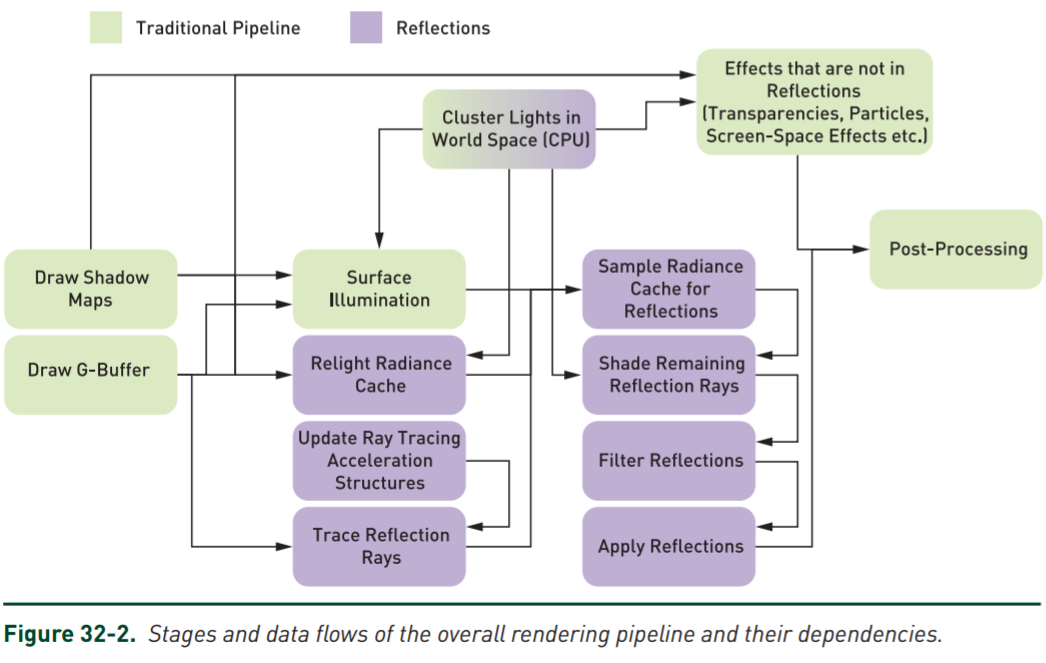 Traditional Pipeline
Reflections
Effects that are not in
Reflections
(Transparencies, Particles,
Screen-Space Effects etc.)
Cluster Lights in
World Space (CPU)
Post-Processing
Draw Shadow
Maps
Surface
Illumination
Sample Radiance
Cache for
Reflections
Draw G-Buffer
Relight Radiance
Cache
Shade Remaining
Reflection Rays
Update Ray Tracing
Acceleration
Structures
Filter Reflections
Trace Reflection
Rays
Apply Reflections
Figure 32-2. Stages and data flows of the overall rendering pipeline and their dependencies.